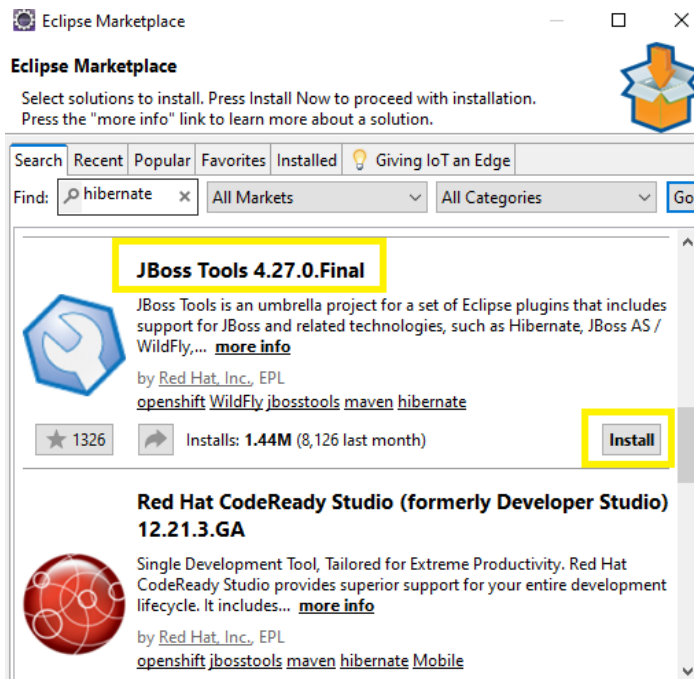 Eclipse Marketplace
Eclipse Marketplace
Select solutions to install. Press Install Now to proceed with installation.
Press the "more info" link to learn more about a solution.
Search Recent Popular Favorites Installed Giving IoT an Edge
Find: hibernate All Markets All Categories Go
JBoss Tools 4.27.0.Final
JBoss Tools is an umbrella project for a set of Eclipse plugins that includes
support for JBoss and related technologies, such as Hibernate, JBoss AS /
WildFly,... more info
by Red Hat, Inc., EPL
openshift WildFly jbosstools maven hibernate
1326 Installs: 1.44M (8,126 last month) Install
Red Hat CodeReady Studio (formerly Developer Studio)
12.21.3.GA
Single Development Tool, Tailored for Extreme Productivity. Red Hat
CodeReady Studio provides superior support for your entire development
lifecycle. It includes... more info
by Red Hat, Inc., EPL
openshift jbosstools maven hibernate Mobile